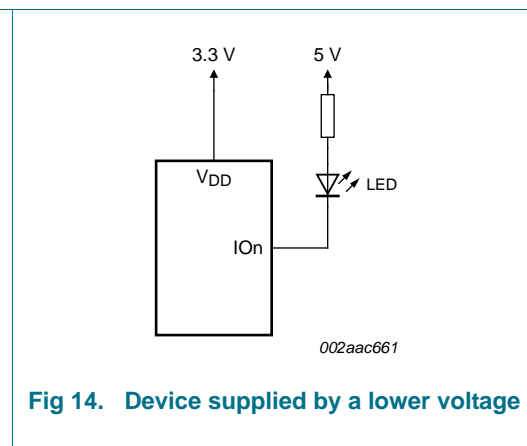 3.3 V
5 V
VDD
LED
IOn
002aac661
Fig 14. Device supplied by a lower voltage